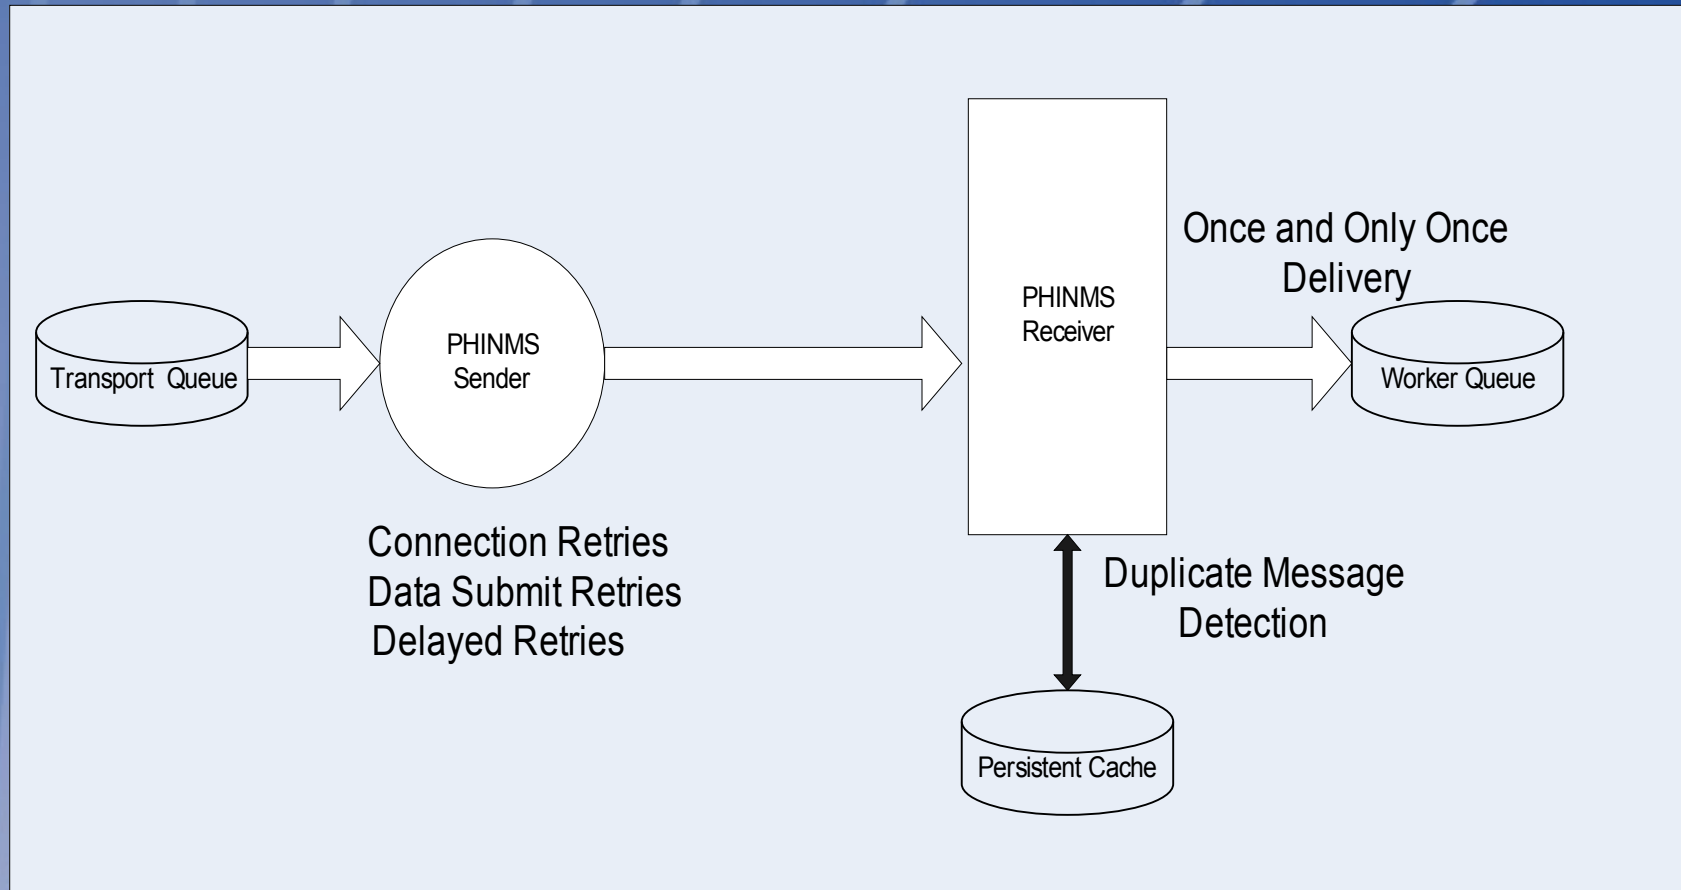 Transport Queue
PHINMS
Sender
Connection Retries
Data Submit Retries
Delayed Retries
PHINMS
Receiver
Once and Only Once
Delivery
Worker Queue
Duplicate Message
Detection
Persistent Cache